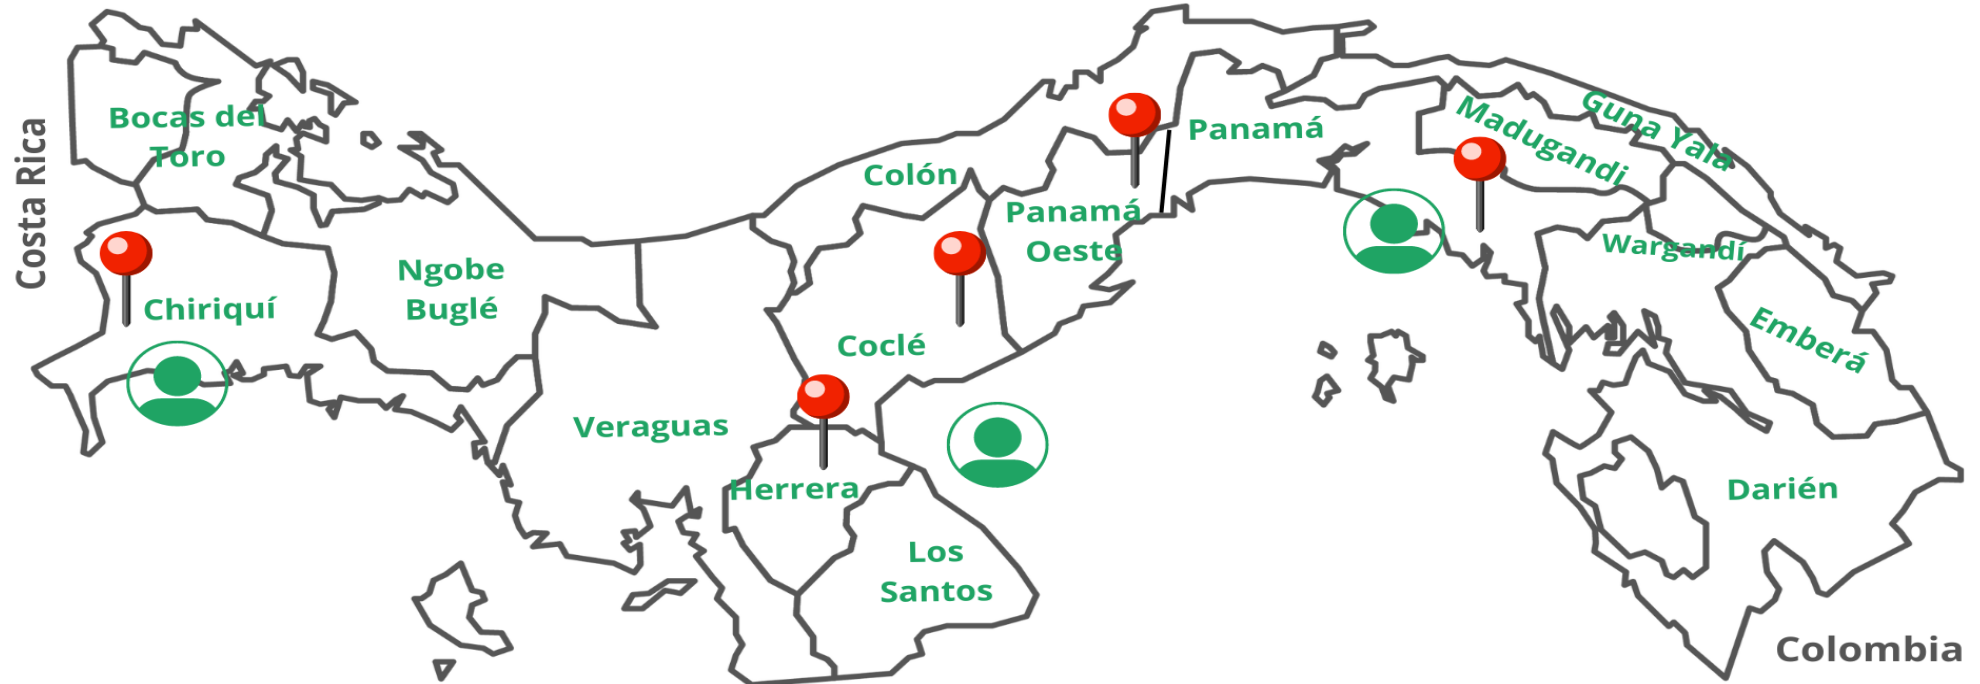 Costa Rica
Bocas del
Toro
Chiriquí
Ngobe
Buglé
Veraguas
Colón
Coclé
Herrera
Los
Santos
Panamá
Oeste
Panamá
Madugandi
Guna Yala
Wargandí
Emberá
Darién
Colombia